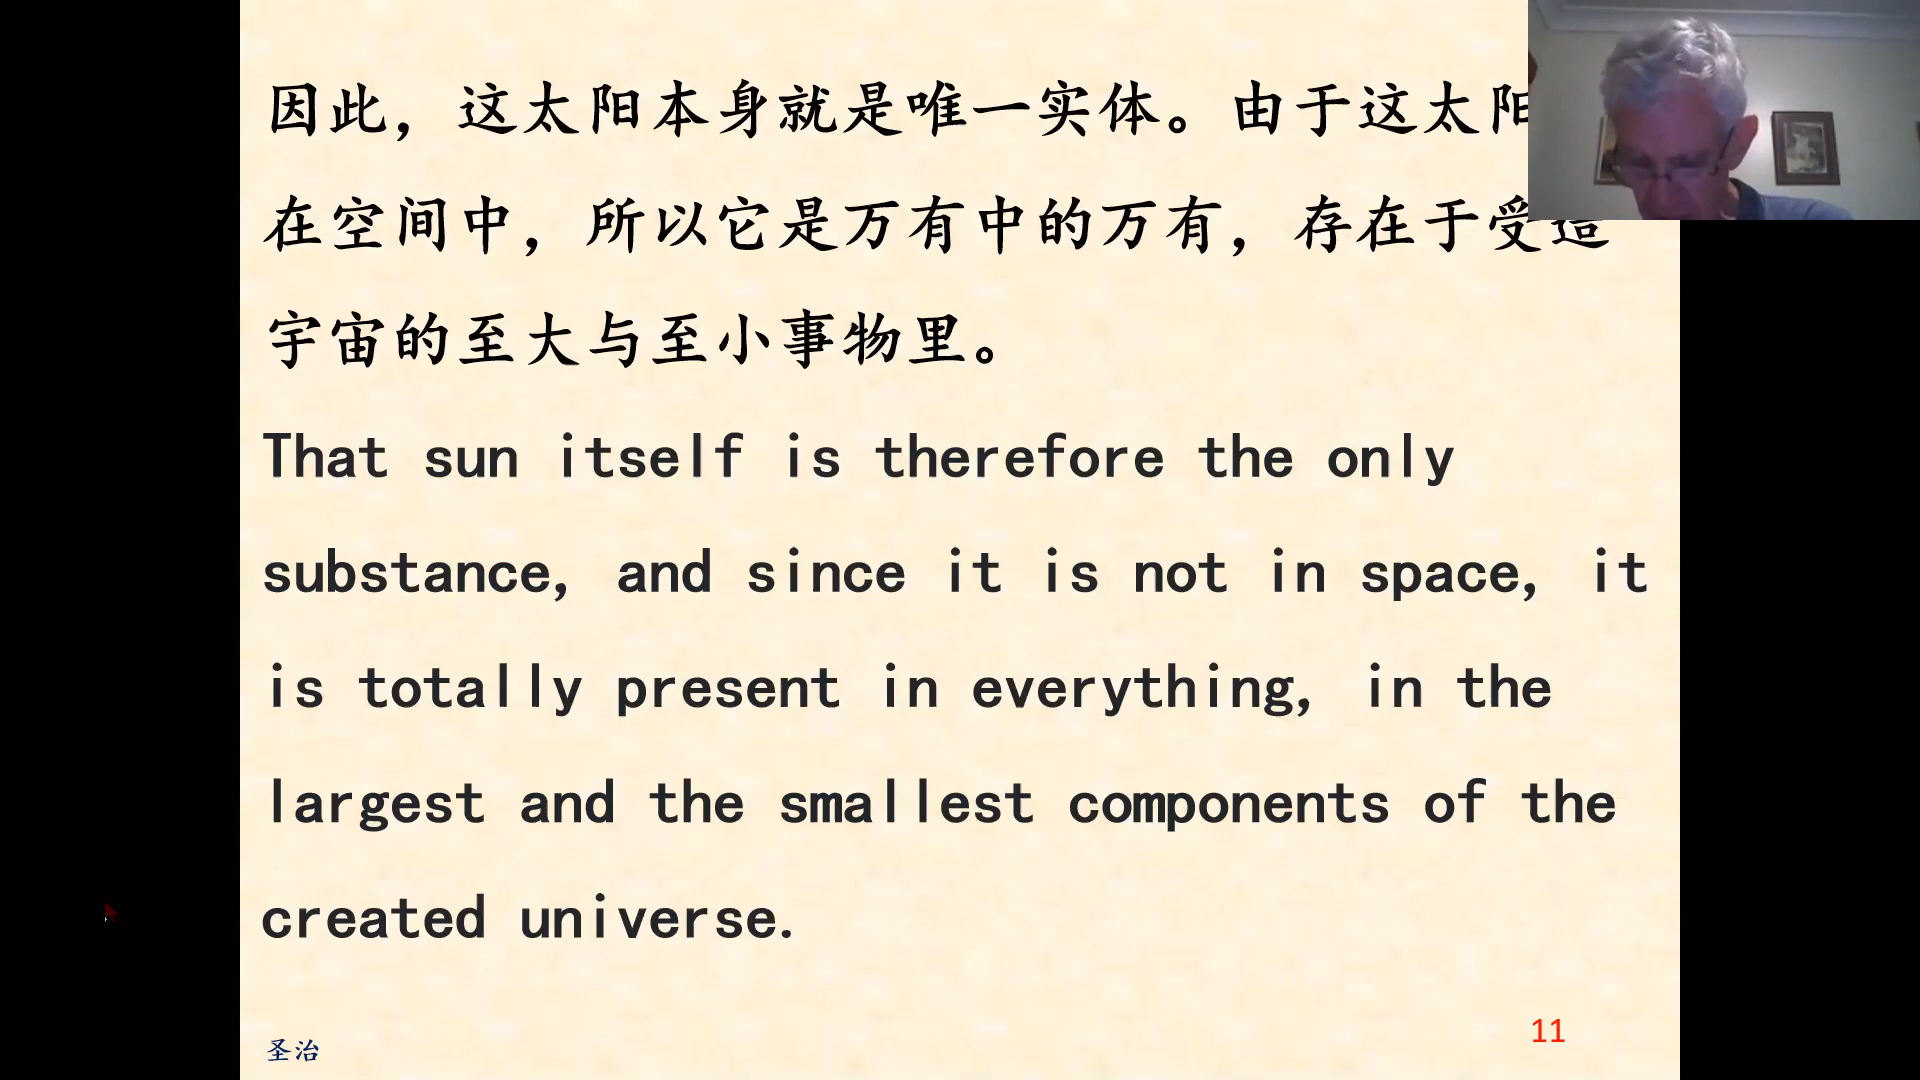 因此，这太阳本身就是唯一实体。由于这太阳
在空间中，所以它是万有中的万有，存在于受造
宇宙的至大与至小事物里。
That sun itself is therefore the only
substance, and since it is not in space, it
is totally present in everything, in the
largest and the smallest components of the
created universe.
圣治
11